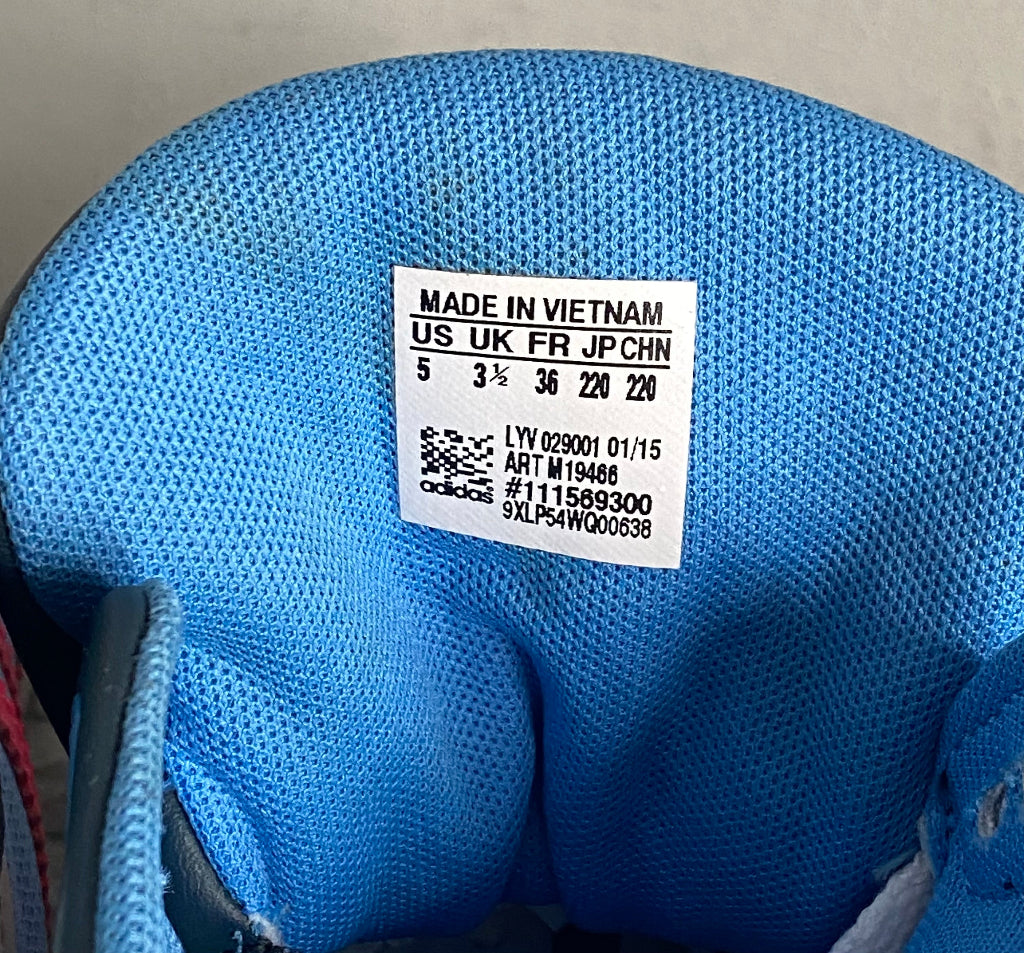 MADE IN VIETNAM
US UK FR JP CHN
5 3½ 36 220 220
LYV 029001 01/15
ART M19466
#111569300
adidas
9XLP54WQ00638